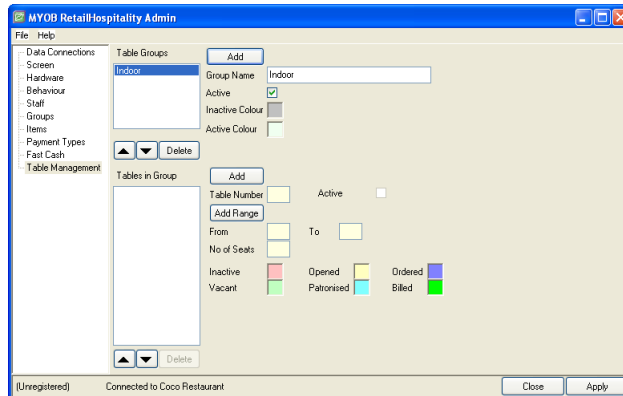 MYOB RetailHospitality Admin
File Help
Data Connections
Screen
Hardware
Behaviour
Staff
Groups
Items
Payment Types
Fast Cash
Table Management
Table Groups
Indoor
Delete
Add
Group Name Indoor
Active
Inactive Colour
Active Colour
Tables in Group
Delete
Add
Table Number Active
Add Range
From To
No of Seats
Inactive Opened Ordered
Vacant Patronised Billed
(Unregistered) Connected to Coco Restaurant Close Apply